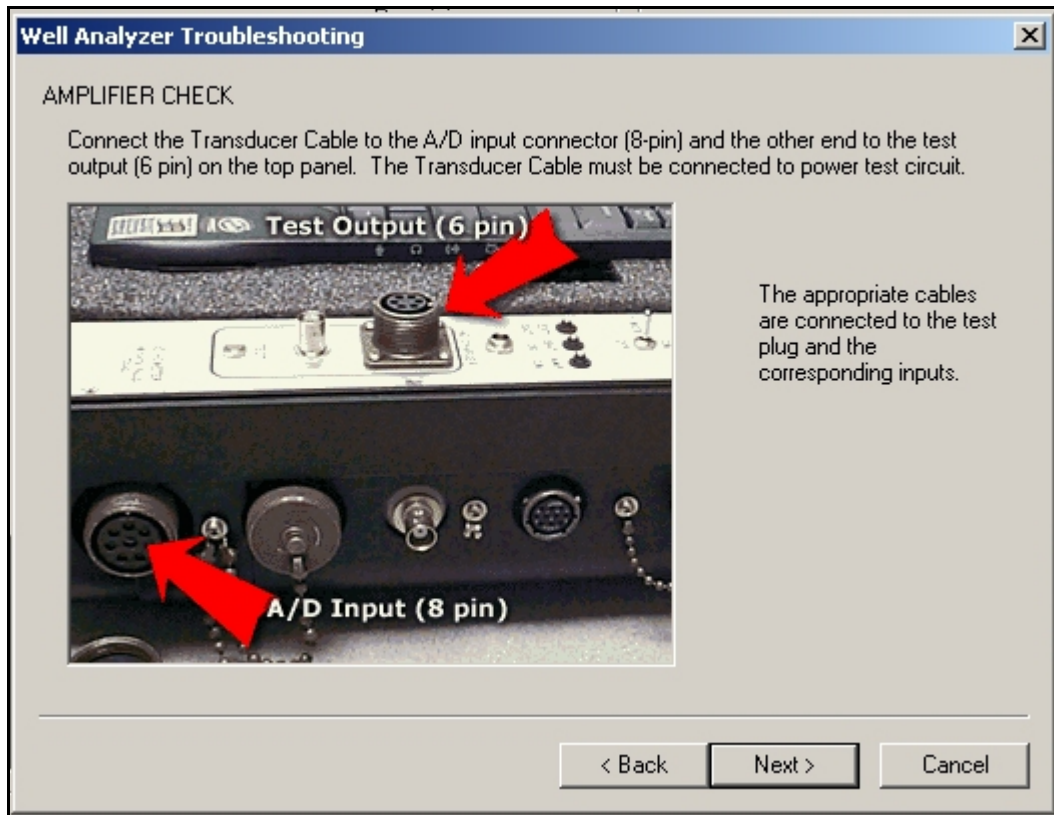 Well Analyzer Troubleshooting
AMPLIFIER CHECK
Connect the Transducer Cable to the A/D input connector (8-pin) and the other end to the test
output (6 pin) on the top panel.  The Transducer Cable must be connected to power test circuit.
Test Output (6 pin)
The appropriate cables
are connected to the test
plug and the
corresponding inputs.
A/D Input (8 pin)
< Back
Next >
Cancel